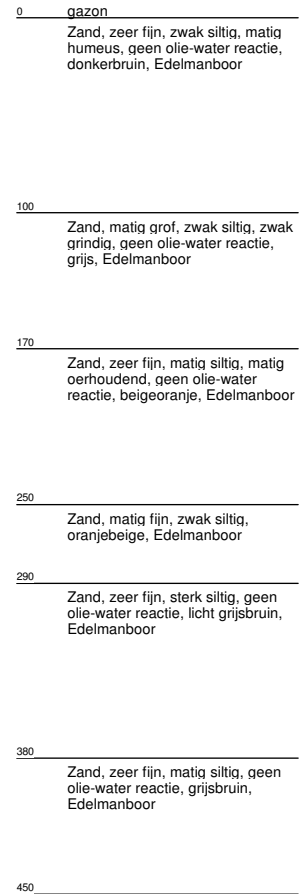 0 gazon
Zand, zeer fijn, zwak siltig, matig
humeus, geen olie-water reactie,
donkerbruin, Edelmanboor
100
Zand, matig grof, zwak siltig, zwak
grindig, geen olie-water reactie,
grijs, Edelmanboor
170
Zand, zeer fijn, matig siltig, matig
oerhoudend, geen olie-water
reactie, beigeoranje, Edelmanboor
250
Zand, matig fijn, zwak siltig,
oranjebeige, Edelmanboor
290
Zand, zeer fijn, sterk siltig, geen
olie-water reactie, licht grijsbruin,
Edelmanboor
380
Zand, zeer fijn, matig siltig, geen
olie-water reactie, grijsbruin,
Edelmanboor
450